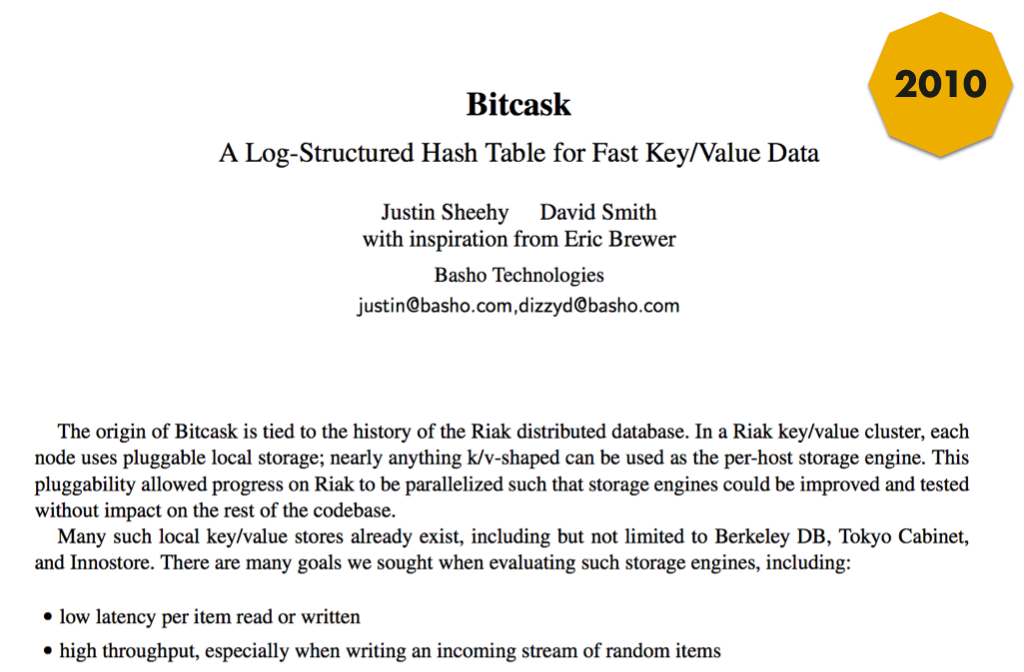 2010
Bitcask
A Log-Structured Hash Table for Fast Key/Value Data
Justin Sheehy David Smith
with inspiration from Eric Brewer
Basho Technologies
justin@basho.com,dizzyd@basho.com
The origin of Bitcask is tied to the history of the Riak distributed database. In a Riak key/value cluster, each
node uses pluggable local storage; nearly anything k/v-shaped can be used as the per-host storage engine. This
pluggability allowed progress on Riak to be parallelized such that storage engines could be improved and tested
without impact on the rest of the codebase.
Many such local key/value stores already exist, including but not limited to Berkeley DB, Tokyo Cabinet,
and Innostore. There are many goals we sought when evaluating such storage engines, including:
• low latency per item read or written
• high throughput, especially when writing an incoming stream of random items